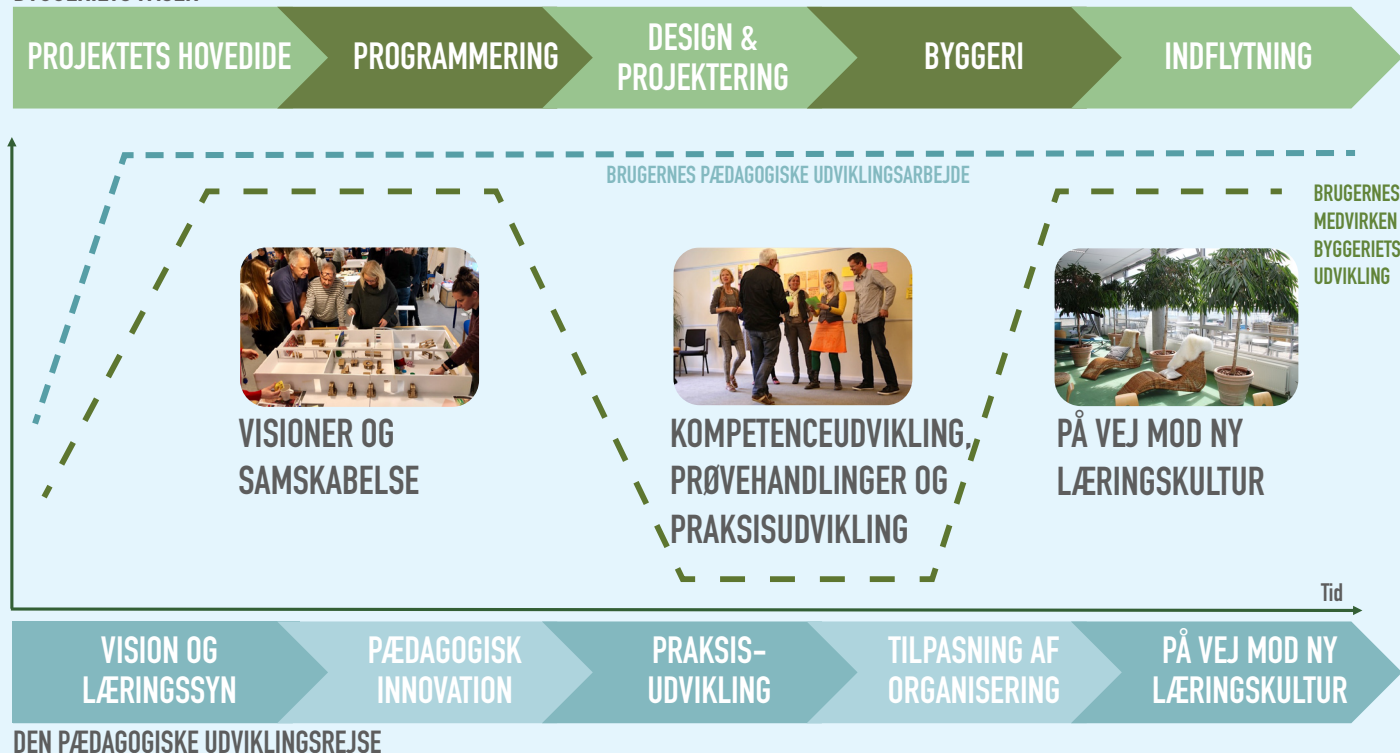 PROJEKTETS HOVEDIDE
PROGRAMMERING
DESIGN &
PROJEKTERING
BYGGERI
INDFLYTNING
BRUGERNES PÆDAGOGISKE UDVIKLINGSARBEJDE
BRUGERNES
MEDVIRKEN
BYGGERIETS
UDVIKLING
VISIONER OG
SAMSKABELSE
KOMPETENCEUDVIKLING,
PRØVEHANDLINGER OG
PRAKSISUDVIKLING
PÅ VEJ MOD NY
LÆRINGSKULTUR
Tid
VISION OG
LÆRINGSSYN
PÆDAGOGISK
INNOVATION
PRAKSIS-
UDVIKLING
TILPASNING AF
ORGANISERING
PÅ VEJ MOD NY
LÆRINGSKULTUR
DEN PÆDAGOGISKE UDVIKLINGSREJSE